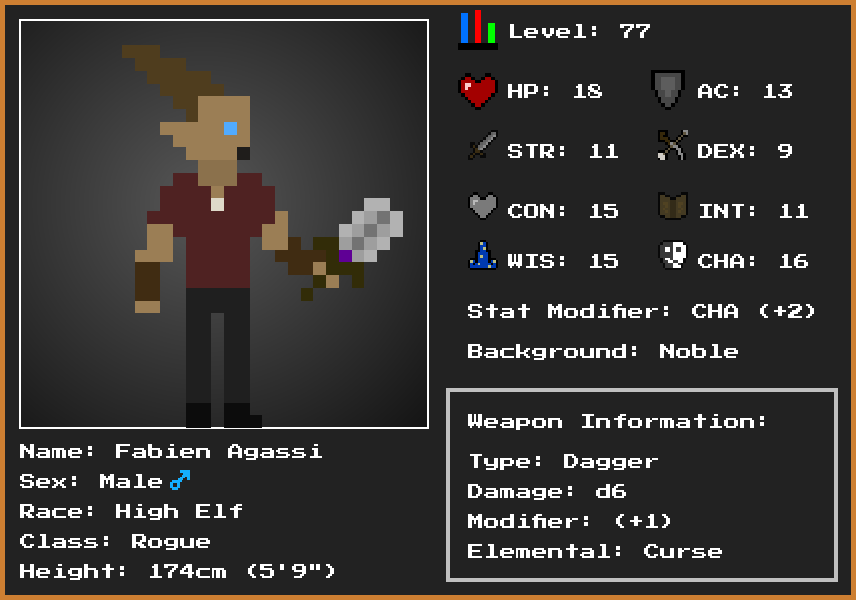 Level: 77
HP: 18
AC: 13
STR: 11
DEX: 9
CON: 15
INT: 11
WIS: 15
CHA: 16
Stat Modifier: CHA (+2)
Background: Noble
Weapon Information:
Type: Dagger
Damage: d6
Modifier: (+1)
Elemental: Curse
Name: Fabien Agassi
Sex: Male ♂
Race: High Elf
Class: Rogue
Height: 174cm (5'9")